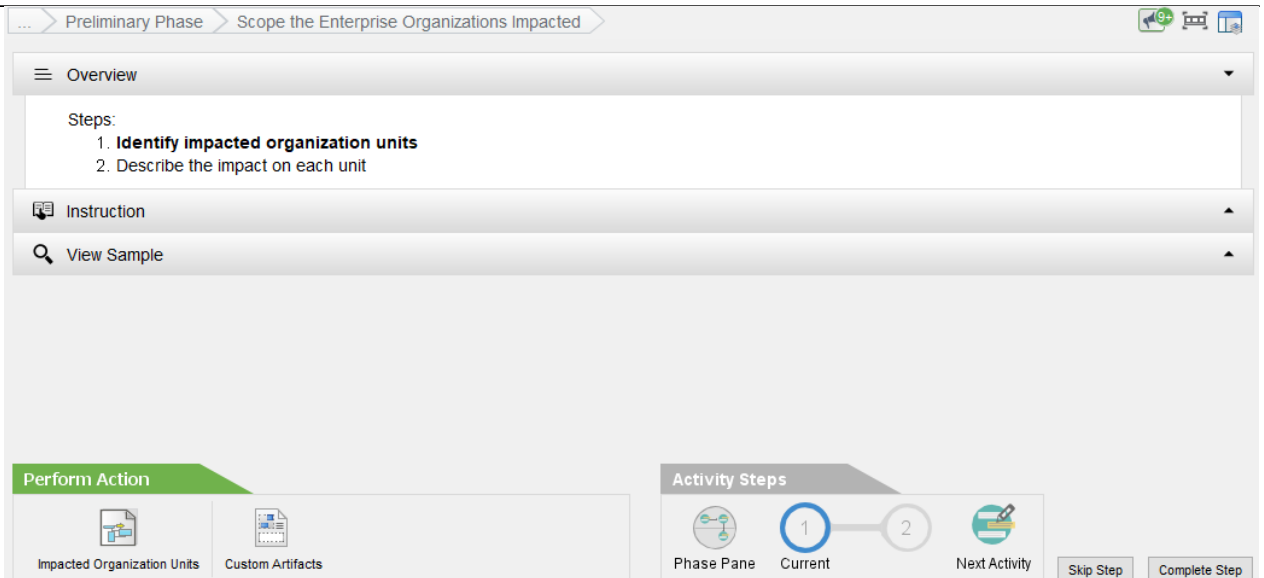 ... Preliminary Phase Scope the Enterprise Organizations Impacted 9+
Overview
Steps:
1. Identify impacted organization units
2. Describe the impact on each unit
Instruction
View Sample
Perform Action
Activity Steps
1 2
Impacted Organization Units Custom Artifacts
Phase Pane Current Next Activity
Skip Step Complete Step